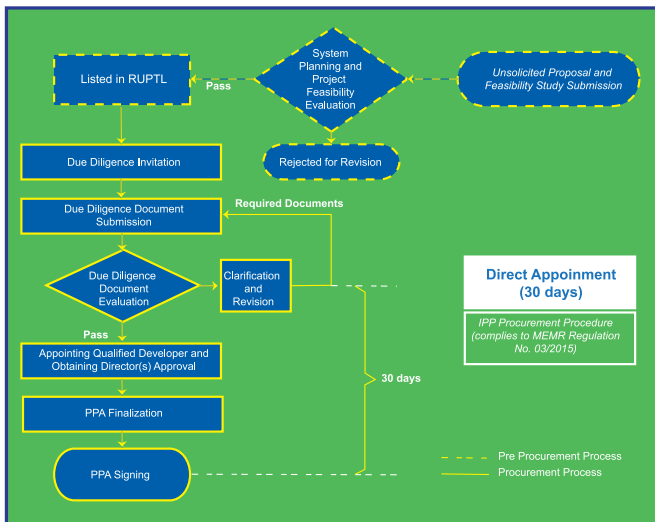 System
Planning and
Project
Feasibility
Evaluation
Listed in RUPTL
Pass
Unsolicited Proposal and
Feasibility Study Submission
Rejected for Revision
Due Diligence Invitation
Required Documents
Due Diligence Document
Submission
Due Diligence
Document
Evaluation
Clarification
and
Revision
Direct Appoinment
(30 days)
IPP Procurement Procedure
(complies to MEMR Regulation
No. 03/2015)
Pass
Appointing Qualified Developer and
Obtaining Director(s) Approval
30 days
PPA Finalization
PPA Signing
Pre Procurement Process
Procurement Process